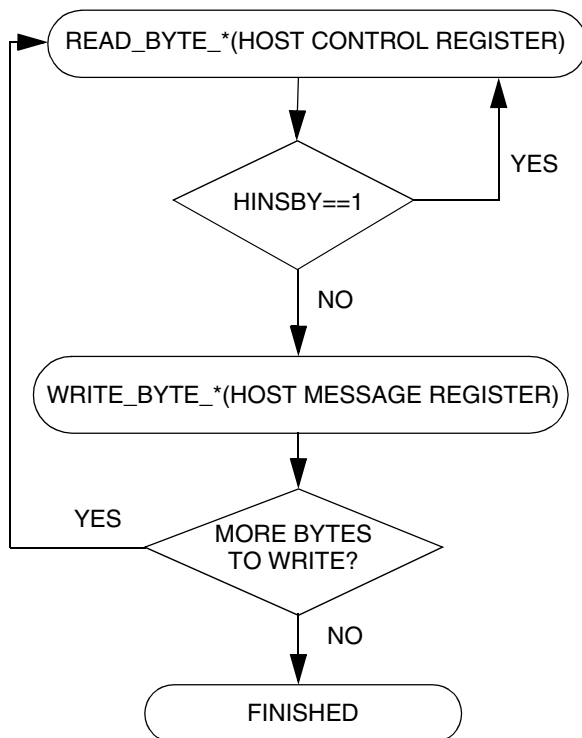 READ_BYTE_*(HOST CONTROL REGISTER)
YES
HINSBY==1
NO
WRITE_BYTE_*(HOST MESSAGE REGISTER)
YES
MORE BYTES
TO WRITE?
NO
FINISHED